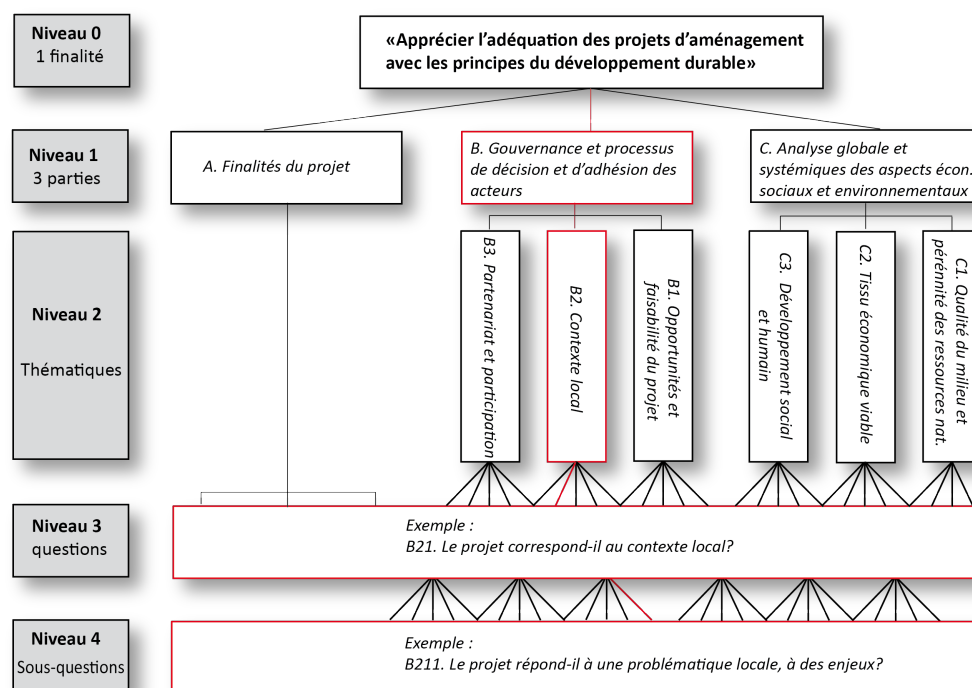 Niveau 0
1 finalité
«Apprécier l’adéquation des projets d’aménagement
avec les principes du développement durable»
Niveau 1
3 parties
A. Finalités du projet
B. Gouvernance et processus
de décision et d’adhésion des
acteurs
C. Analyse globale et
systémiques des aspects écon.
sociaux et environnementaux
Niveau 2
Thématiques
B3. Partenariat et participation
B2. Contexte local
B1. Opportunités et
faisabilité du projet
C3. Développement social
et humain
C2. Tissu économique viable
C1. Qualité du milieu et
pérénnité des ressources nat.
Niveau 3
questions
Exemple :
B21. Le projet correspond-il au contexte local?
Niveau 4
Sous-questions
Exemple :
B211. Le projet répond-il à une problématique locale, à des enjeux?